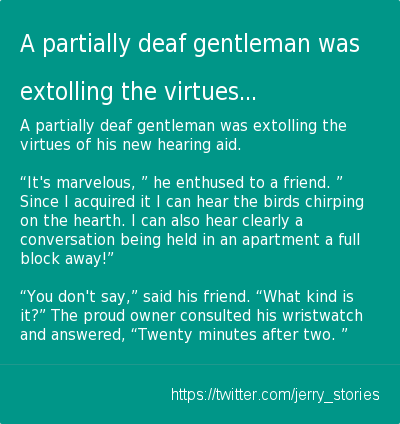 A partially deaf gentleman was
extolling the virtues...
A partially deaf gentleman was extolling the
virtues of his new hearing aid.
“It's marvelous, ” he enthused to a friend. ”
Since I acquired it I can hear the birds chirping
on the hearth. I can also hear clearly a
conversation being held in an apartment a full
block away!”
“You don't say,” said his friend. “What kind is
it?” The proud owner consulted his wristwatch
and answered, “Twenty minutes after two. ”
https://twitter.com/jerry_stories